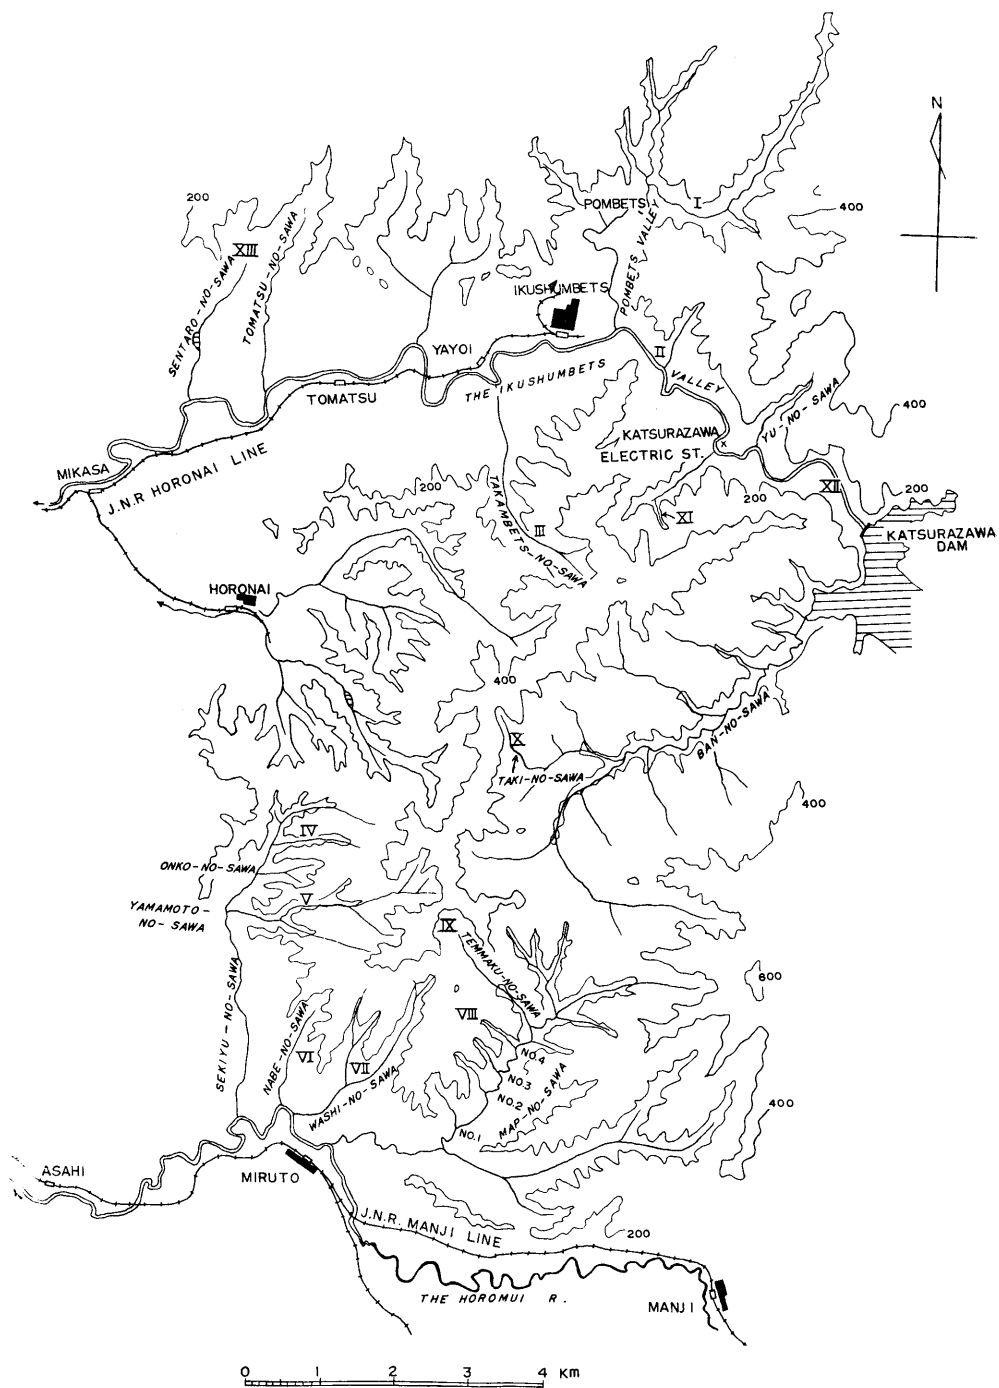 N
200
POMBETS
I
400
XIII
SENTARO-NO-SAWA
TOMATSU-NO-SAWA
POMBETS VALLEY
IKUSHUMBETS
YAYOI
II
THE IKUSHUMBETS
VALLEY
TOMATSU
YU-NO-SAWA
400
KATSURAZAWA
ELECTRIC ST.
MIKASA
J.N.R HORONAI LINE
200
TAKAMBETS-NO-SAWA
III
XI
200
XII
200
KATSURAZAWA
DAM
HORONAI
400
X
TAKI-NO-SAWA
BAN-NO-SAWA
400
IV
ONKO-NO-SAWA
V
YAMAMOTO-
NO-SAWA
IX
TEMMAKU-NO-SAWA
600
SEKIYU-NO-SAWA
NABE-NO-SAWA
VI
VII
VIII
WASHI-NO-SAWA
NO.4
NO.3
NO.2
NO.1
MAP-NO-SAWA
400
ASAHI
MIRUTO
J.N.R. MANJI LINE
200
THE HOROMUI R.
MANJI
0 1 2 3 4 KM